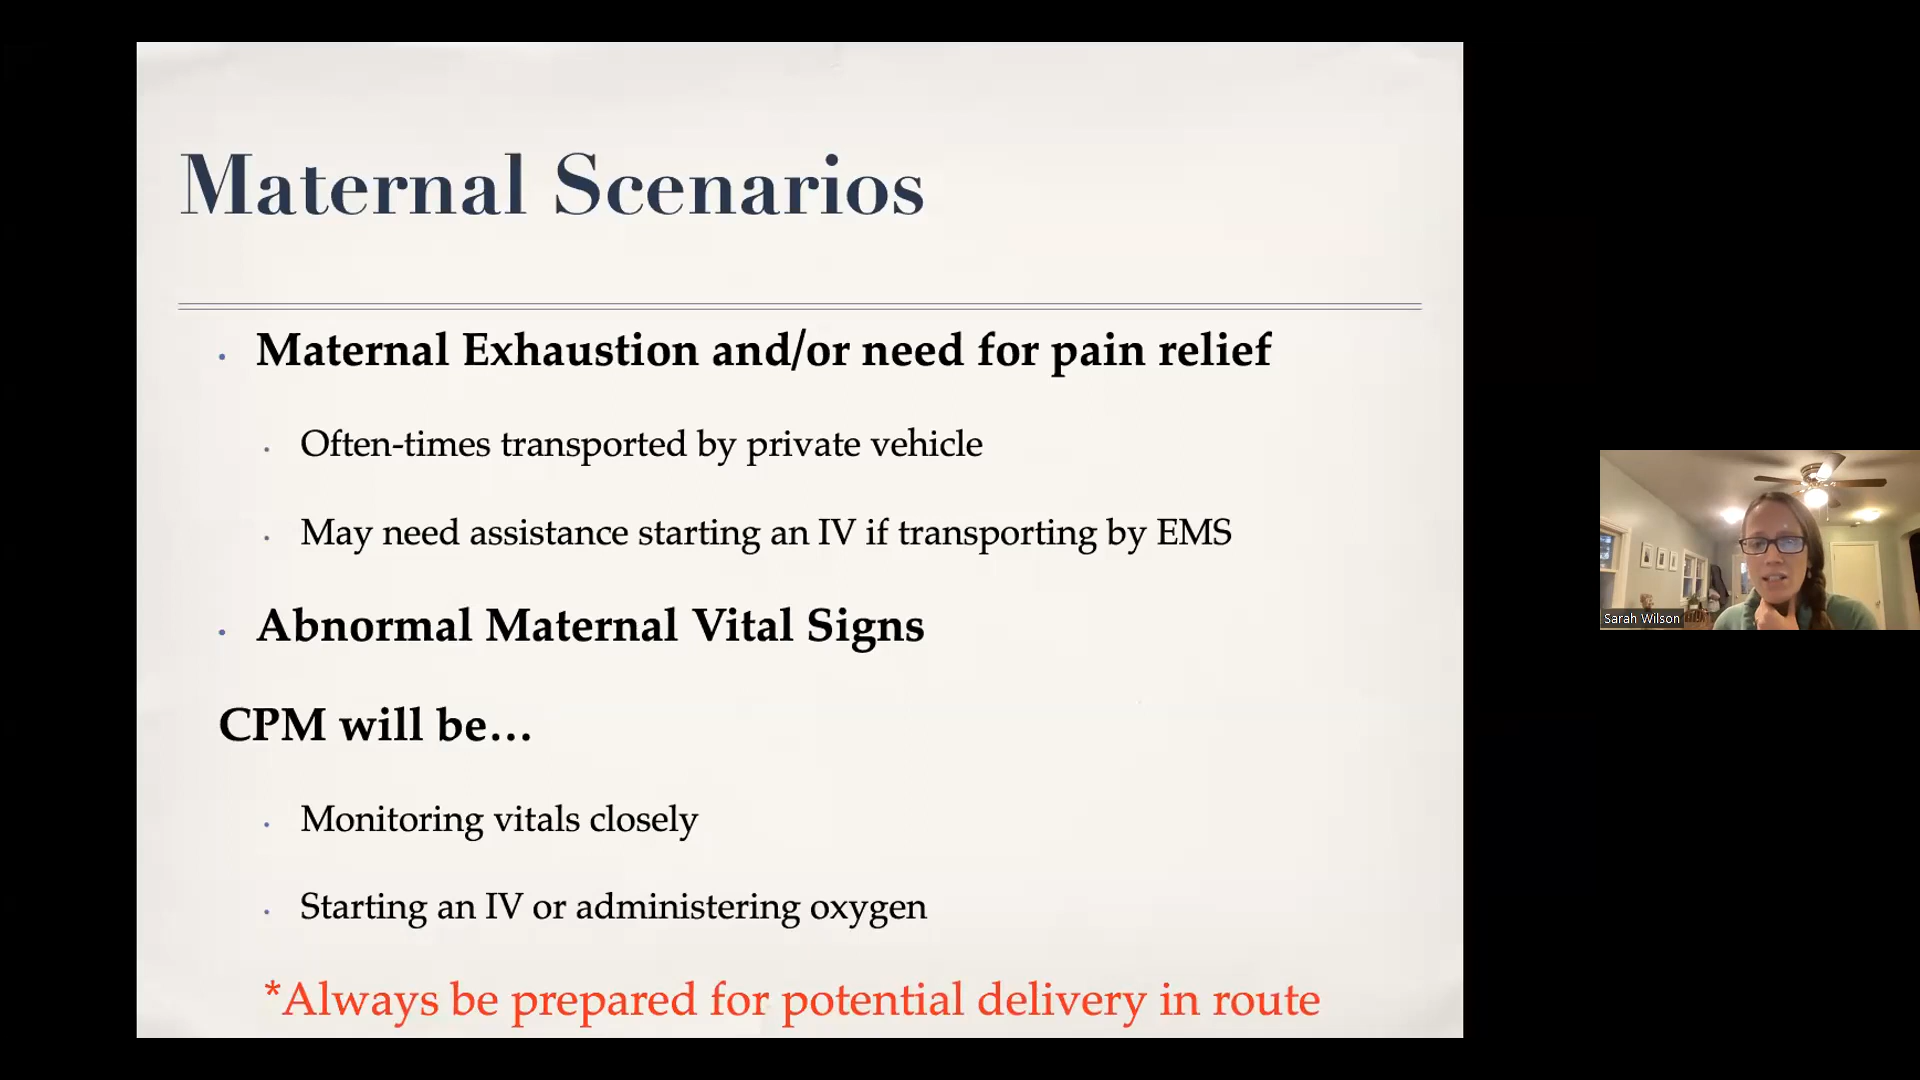 Maternal Scenarios
• Maternal Exhaustion and/or need for pain relief
• Often-times transported by private vehicle
• May need assistance starting an IV if transporting by EMS
• Abnormal Maternal Vital Signs
CPM will be...
• Monitoring vitals closely
• Starting an IV or administering oxygen
*Always be prepared for potential delivery in route
Sarah Wilson